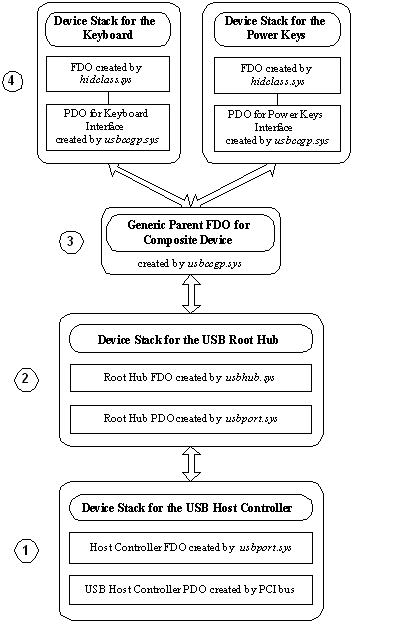 Device Stack for the
Keyboard
FDO created by
hidclass.sys
PDO for Keyboard
Interface
created by usbccgp.sys
Device Stack for the
Power Keys
FDO created by
hidclass.sys
PDO for Power Keys
Interface
created by usbccgp.sys
4
Generic Parent FDO for
Composite Device
created by usbccgp.sys
3
Device Stack for the USB Root Hub
Root Hub FDO created by usbhub.sys
Root Hub PDO created by usbport.sys
2
Device Stack for the USB Host Controller
Host Controller FDO created by usbport.sys
USB Host Controller PDO created by PCI bus
1